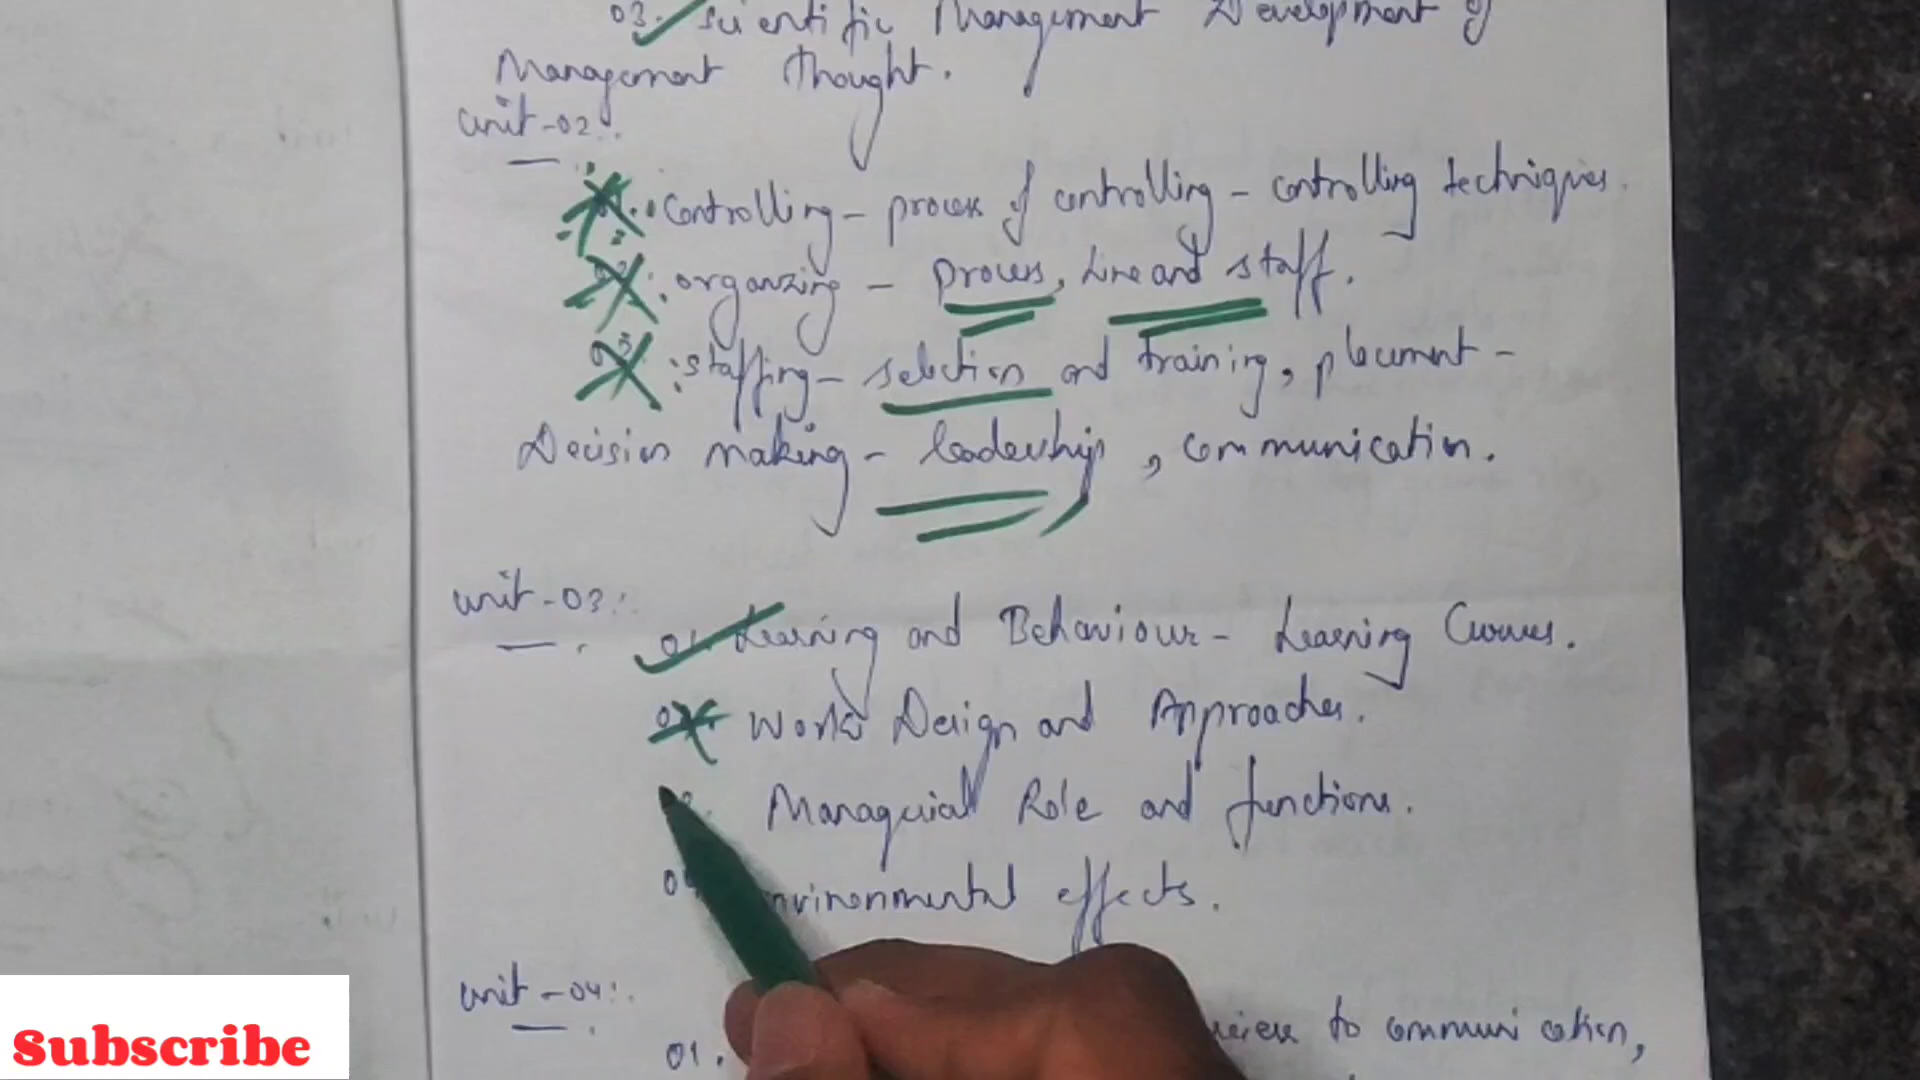 03. Scientific Management Development of
Management thought.
unit-02:.
01. Controlling - process of controlling - controlling techniques.
02. organizing - process, Line and staff.
03. staffing - selection and training, placement -
Decision making - leadership, communication.
unit-03:.
01. Learning and Behaviour - Learning Curves.
02. Work Design and Approaches.
03. Managerial Role and functions.
04. Environmental effects.
unit-04:.
01. to communication,
Subscribe